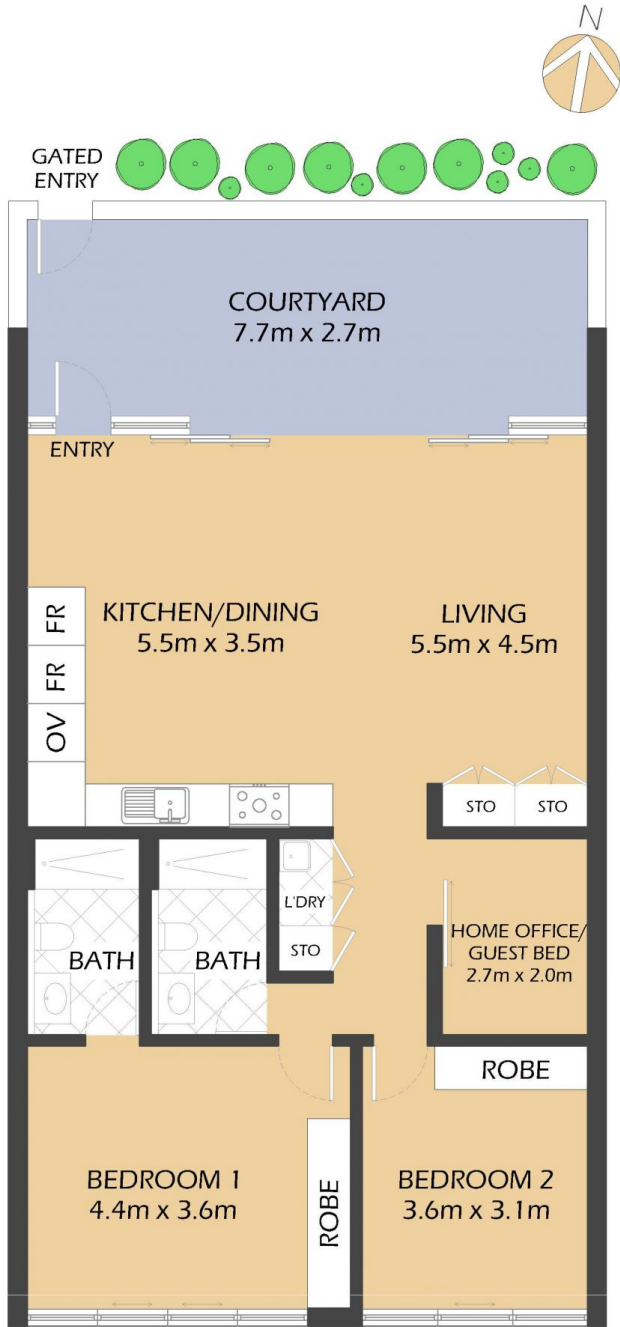 N
GATED
ENTRY
COURTYARD
7.7m x 2.7m
ENTRY
KITCHEN/DINING
5.5m x 3.5m
LIVING
5.5m x 4.5m
FR
FR
OV
STO
STO
L'DRY
STO
HOME OFFICE/
GUEST BED
2.7m x 2.0m
BATH
BATH
ROBE
BEDROOM 1
4.4m x 3.6m
ROBE
BEDROOM 2
3.6m x 3.1m